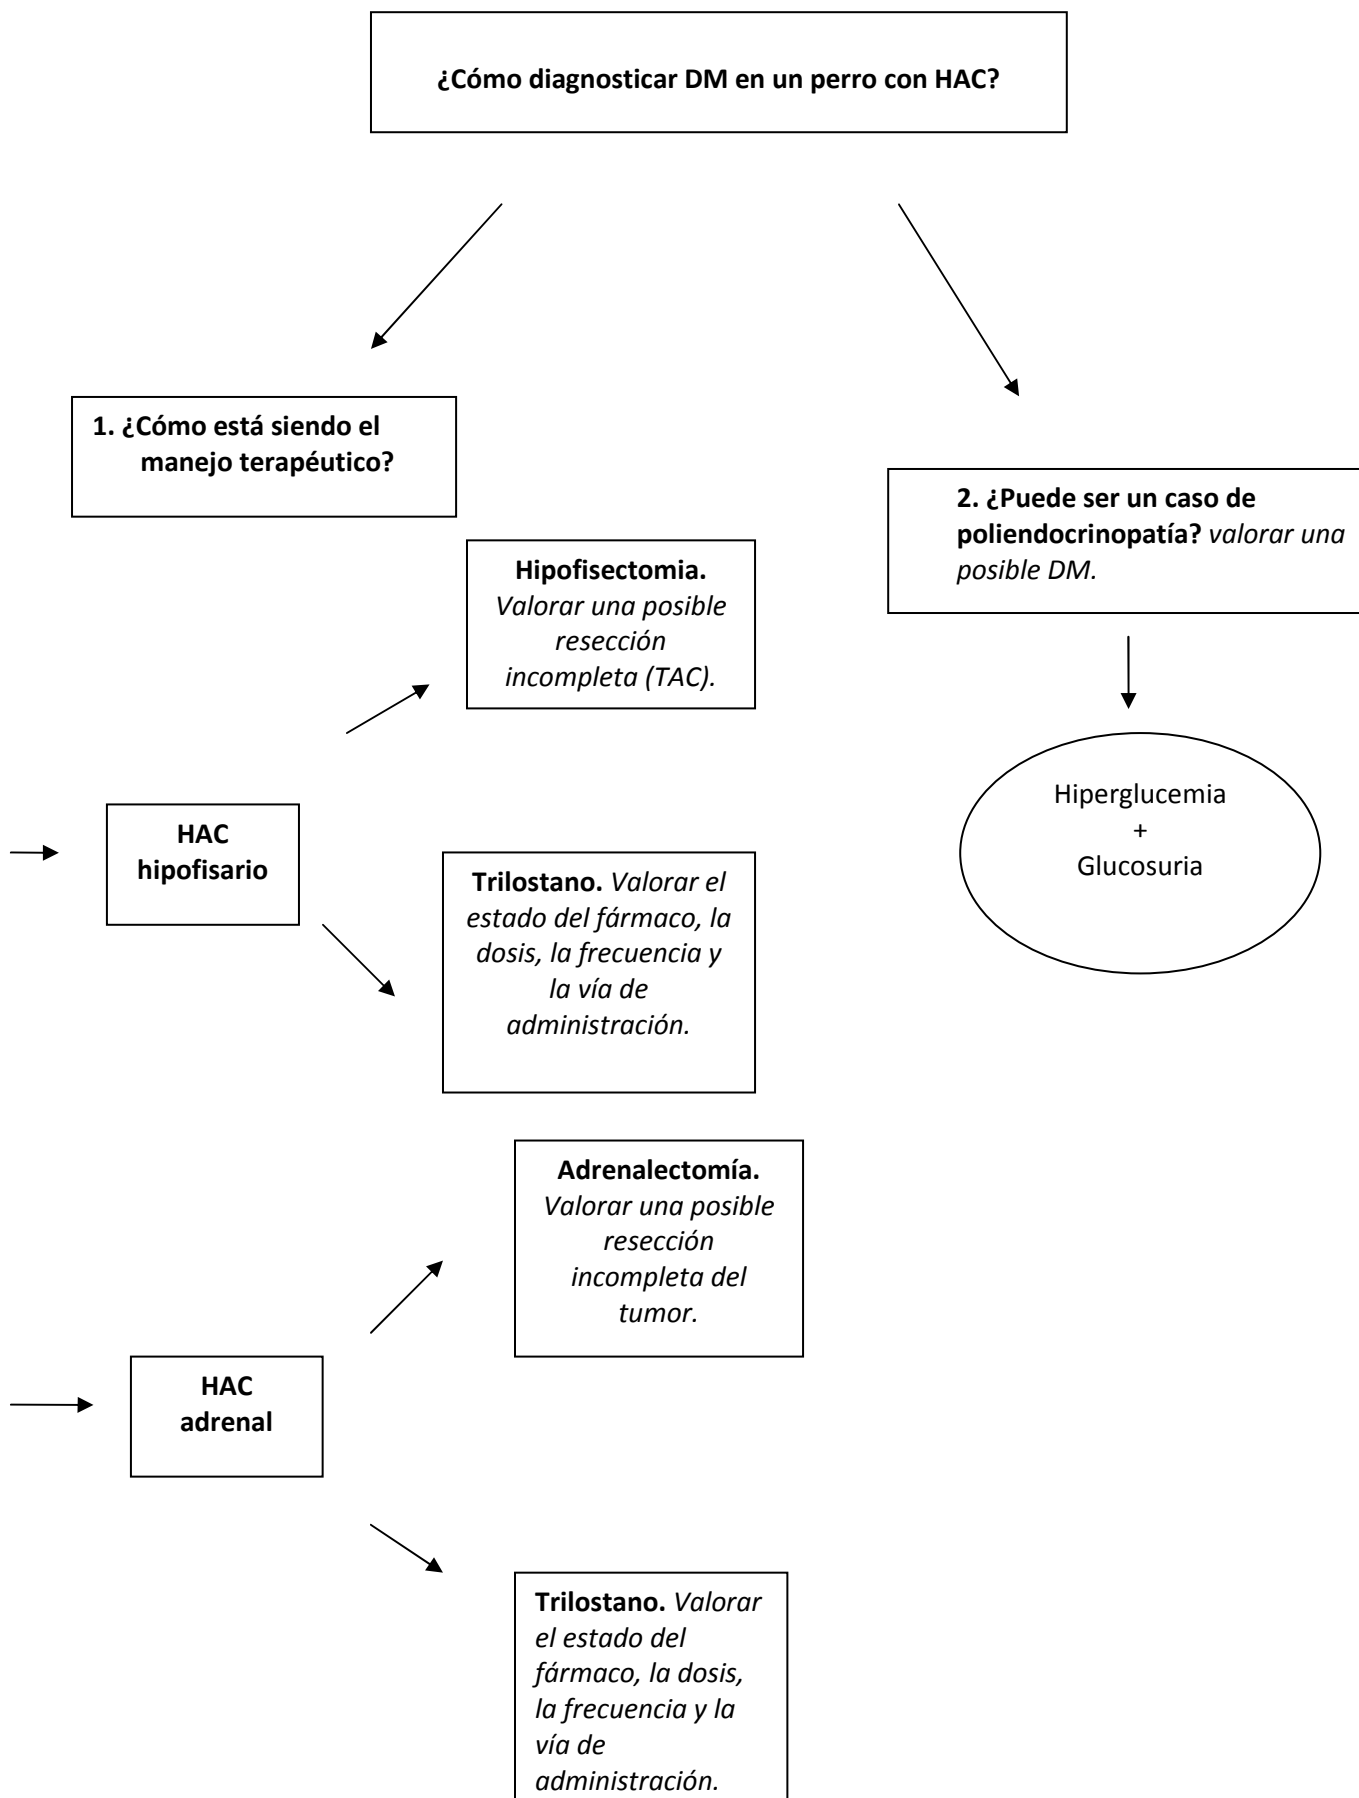 ¿Cómo diagnosticar DM en un perro con HAC?
1. ¿Cómo está siendo el
manejo terapéutico?
2. ¿Puede ser un caso de
poliendocrinopatía? valorar una
posible DM.
Hipofisectomia.
Valorar una posible
resección
incompleta (TAC).
Hiperglucemia
+
Glucosuria
HAC
hipofisario
Trilostano. Valorar el
estado del fármaco, la
dosis, la frecuencia y
la vía de
administración.
Adrenalectomía.
Valorar una posible
resección
incompleta del
tumor.
HAC
adrenal
Trilostano. Valorar
el estado del
fármaco, la dosis,
la frecuencia y la
vía de
administración.